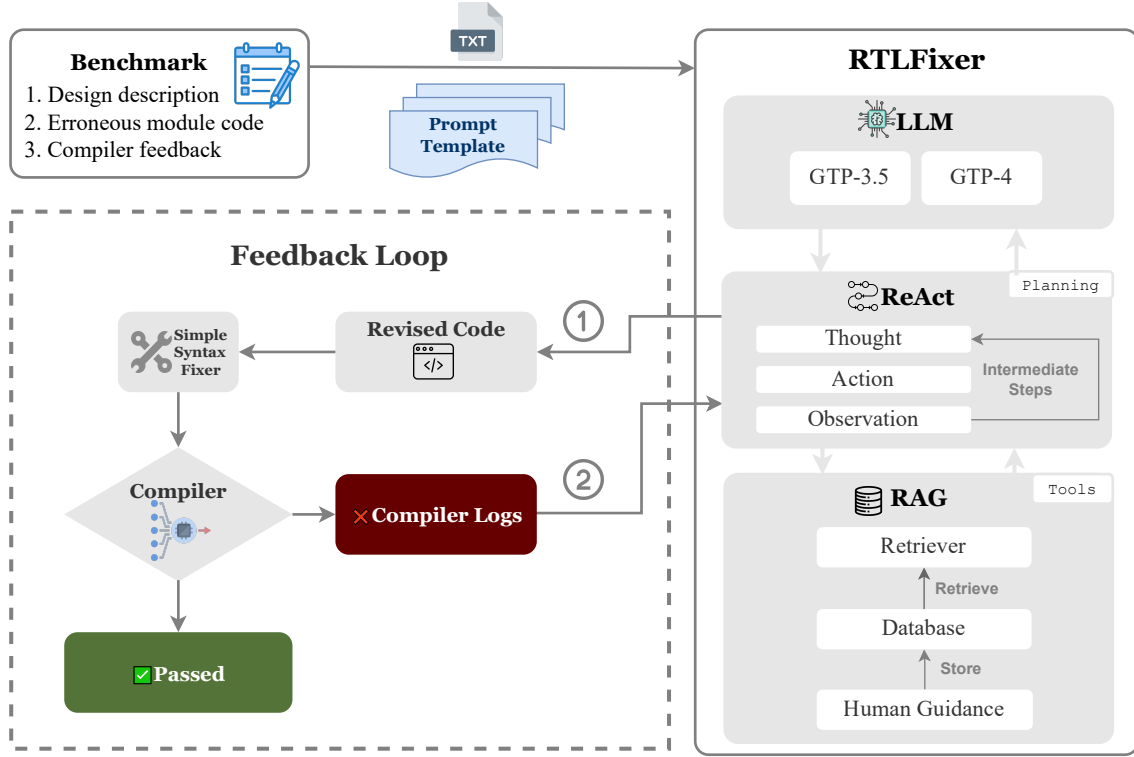 TXT
Benchmark
1. Design description
2. Erroneous module code
3. Compiler feedback
Prompt
Template
RTLFixer
LLM
GTP-3.5
GTP-4
Planning
ReAct
Thought
Action
Observation
Intermediate
Steps
Tools
RAG
Retriever
Retrieve
Database
Store
Human Guidance
Feedback Loop
1
Revised Code
</>
Simple
Syntax
Fixer
Compiler
2
Compiler Logs
Passed